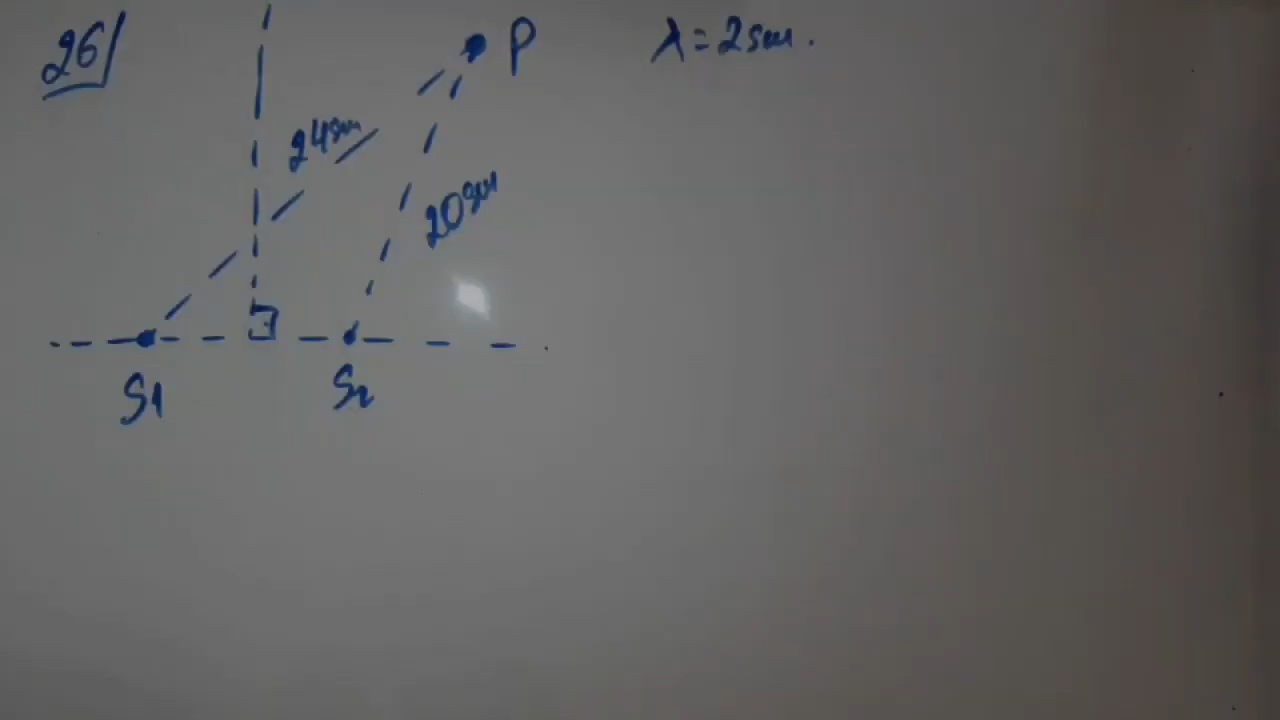 26/
P
λ = 2sm.
24sm
20sm
S1
S2